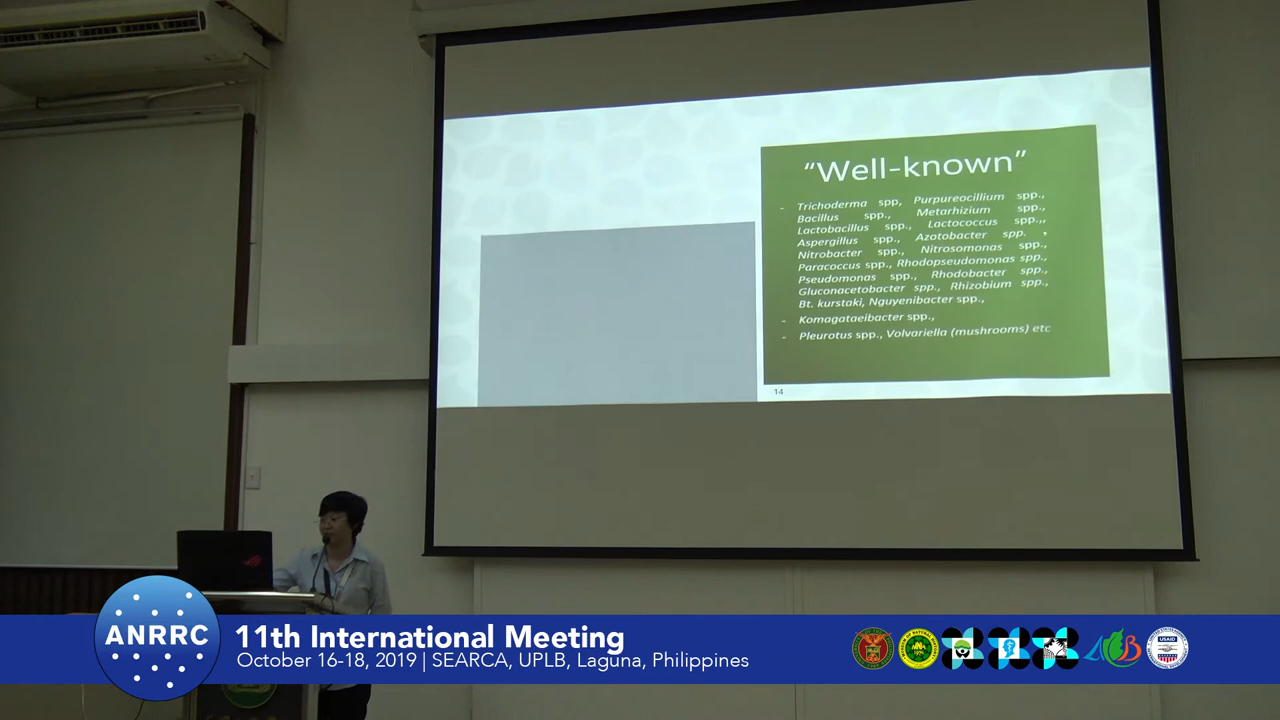 “Well-known”
- Trichoderma spp, Purpureocillium spp.,
Bacillus spp., Metarhizium spp.,
Lactobacillus spp., Lactococcus spp.,.,
Aspergillus spp., Azotobacter spp. ,
Nitrobacter spp., Nitrosomonas spp.,
Paracoccus spp., Rhodopseudomonas spp.,
Pseudomonas spp., Rhodobacter spp.,
Gluconacetobacter spp., Rhizobium spp.,
Bt. kurstaki, Nguyenibacter spp.,
- Komagataeibacter spp.,
- Pleurotus spp., Volvariella (mushrooms) etc
14
ANRRC
11th International Meeting
October 16-18, 2019 | SEARCA, UPLB, Laguna, Philippines
USAID